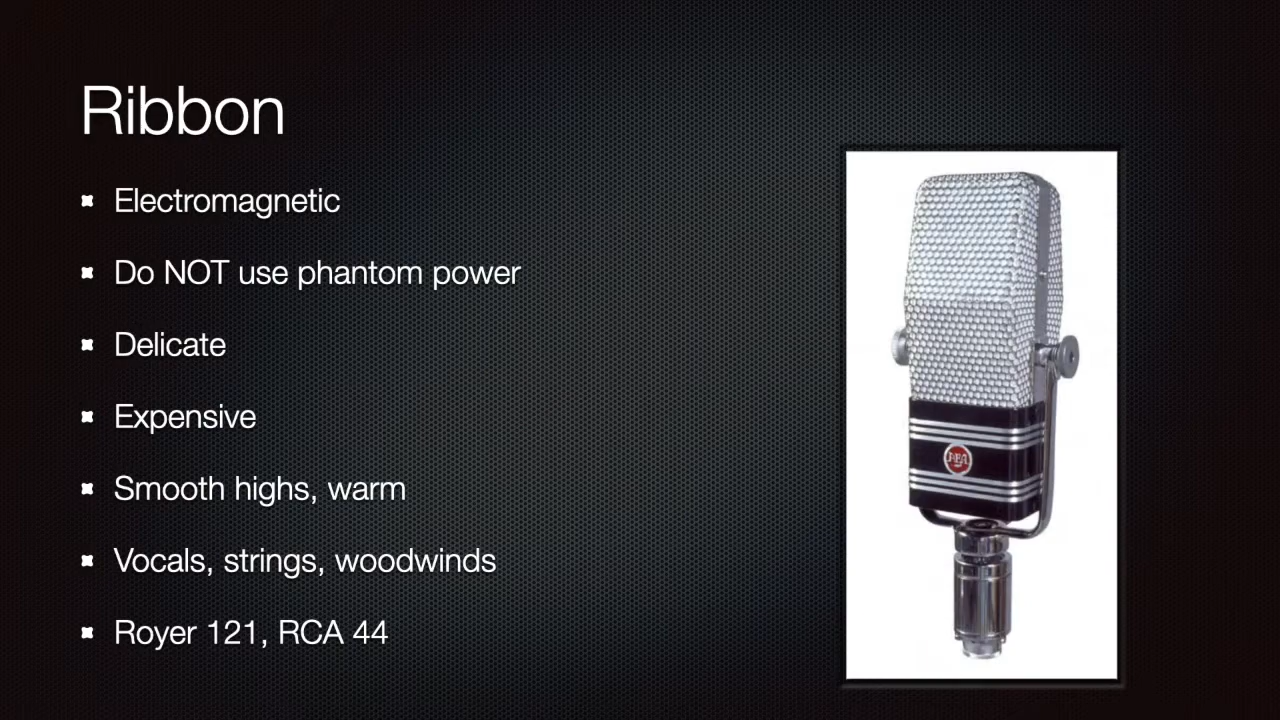 Ribbon
Electromagnetic
Do NOT use phantom power
Delicate
Expensive
Smooth highs, warm
Vocals, strings, woodwinds
Royer 121, RCA 44